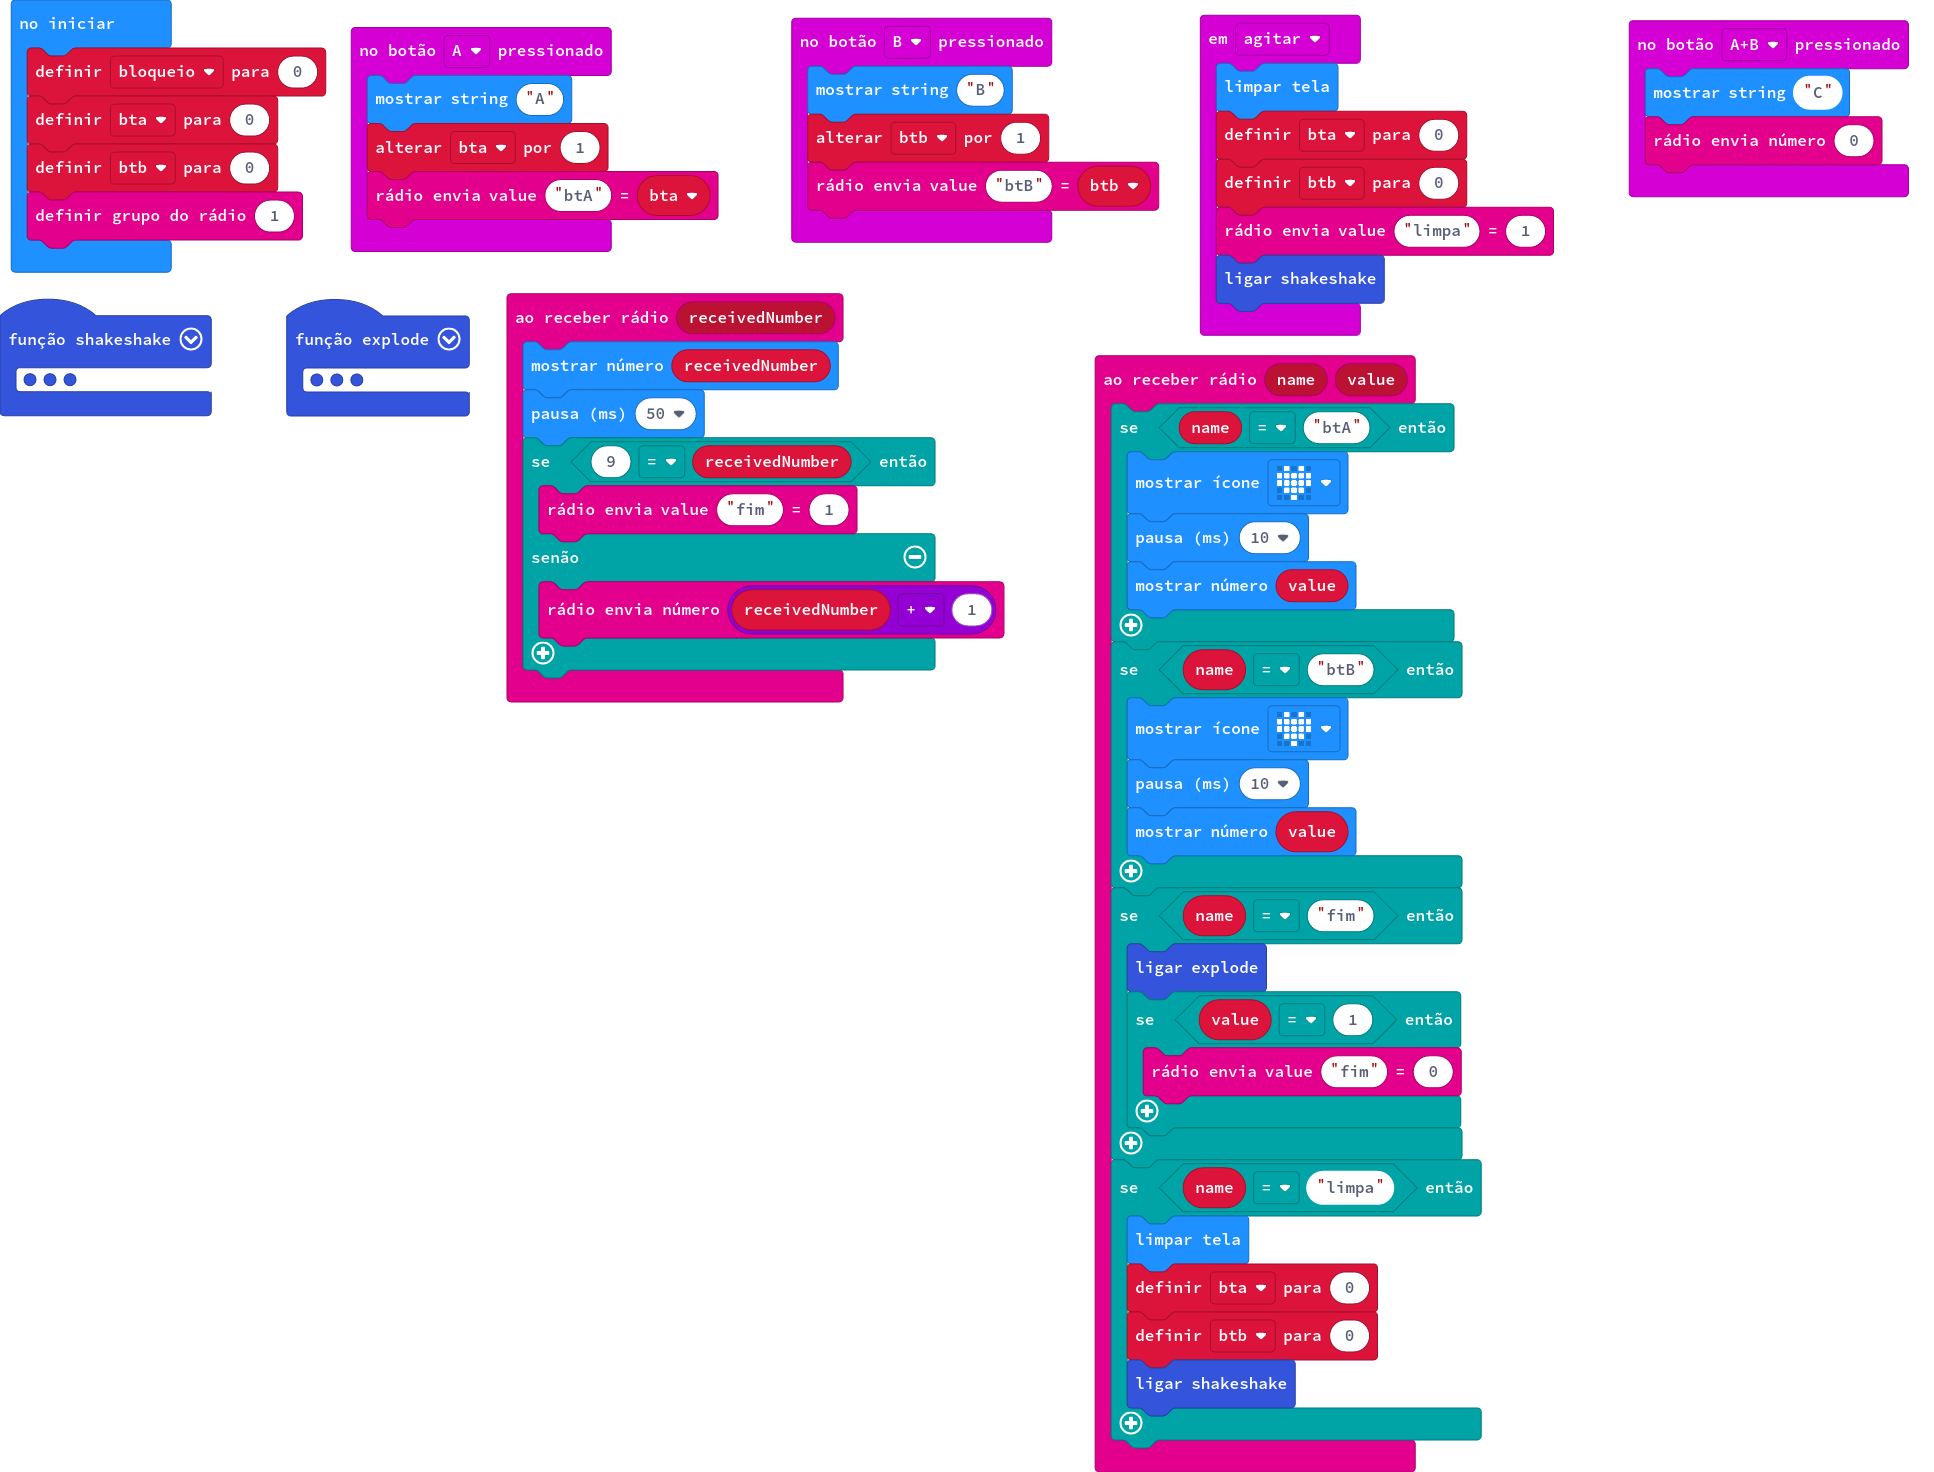 no iniciar
definir bloqueio para 0
definir bta para 0
definir btb para 0
definir grupo do rádio 1
no botão A pressionado
mostrar string "A"
alterar bta por 1
rádio envia value "btA" = bta
no botão B pressionado
mostrar string "B"
alterar btb por 1
rádio envia value "btB" = btb
em agitar
limpar tela
definir bta para 0
definir btb para 0
rádio envia value "limpa" = 1
ligar shakeshake
no botão A+B pressionado
mostrar string "C"
rádio envia número 0
função shakeshake
função explode
ao receber rádio receivedNumber
mostrar número receivedNumber
pausa (ms) 50
se 9 = receivedNumber então
rádio envia value "fim" = 1
senão
rádio envia número receivedNumber + 1
ao receber rádio name value
se name = "btA" então
mostrar ícone
pausa (ms) 10
mostrar número value
se name = "btB" então
mostrar ícone
pausa (ms) 10
mostrar número value
se name = "fim" então
ligar explode
se value = 1 então
rádio envia value "fim" = 0
se name = "limpa" então
limpar tela
definir bta para 0
definir btb para 0
ligar shakeshake